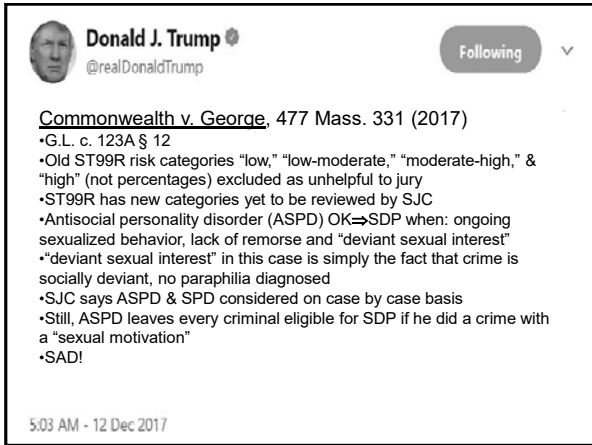 Donald J. Trump
@realDonaldTrump
Following
Commonwealth v. George, 477 Mass. 331 (2017)
•G.L. c. 123A § 12
•Old ST99R risk categories “low,” “low-moderate,” “moderate-high,” &
“high” (not percentages) excluded as unhelpful to jury
•ST99R has new categories yet to be reviewed by SJC
•Antisocial personality disorder (ASPD) OK⇒SDP when: ongoing
sexualized behavior, lack of remorse and “deviant sexual interest”
•“deviant sexual interest” in this case is simply the fact that crime is
socially deviant, no paraphilia diagnosed
•SJC says ASPD & SPD considered on case by case basis
•Still, ASPD leaves every criminal eligible for SDP if he did a crime with
a “sexual motivation”
•SAD!
5:03 AM - 12 Dec 2017